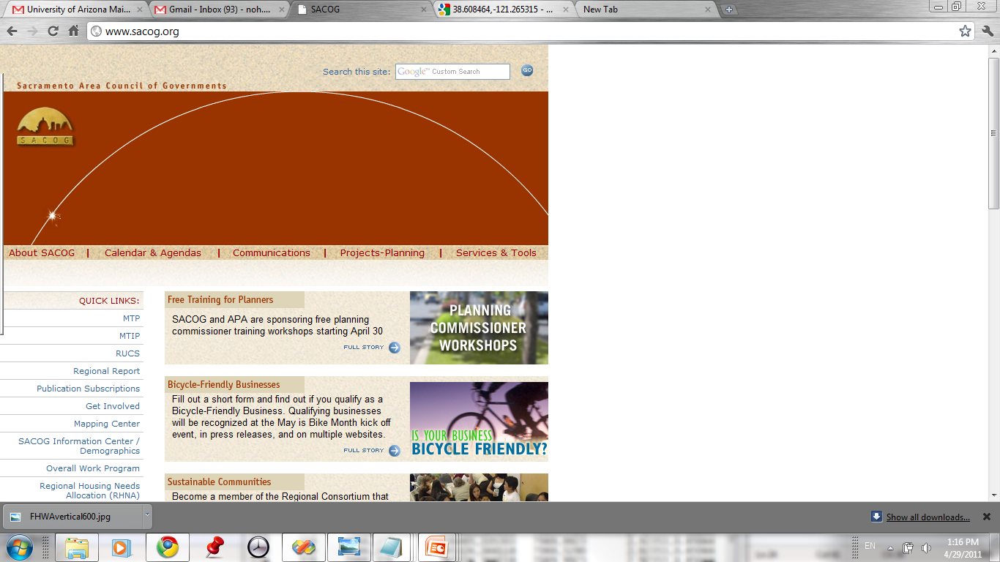 University of Arizona Mai...
Gmail - Inbox (93) - noh....
SACOG
38.608464,-121.265315 - ...
New Tab
www.sacog.org
Search this site:
Google™ Custom Search
GO
Sacramento Area Council of Governments
SACOG
About SACOG | Calendar & Agendas | Communications | Projects-Planning | Services & Tools
QUICK LINKS:
MTP
MTIP
RUCS
Regional Report
Publication Subscriptions
Get Involved
Mapping Center
SACOG Information Center /
Demographics
Overall Work Program
Regional Housing Needs
Allocation (RHNA)
Free Training for Planners
SACOG and APA are sponsoring free planning
commissioner training workshops starting April 30
FULL STORY
PLANNING
COMMISSIONER
WORKSHOPS
Bicycle-Friendly Businesses
Fill out a short form and find out if you qualify as a
Bicycle-Friendly Business. Qualifying businesses
will be recognized at the May is Bike Month kick off
event, in press releases, and on multiple websites.
FULL STORY
IS YOUR BUSINESS
BICYCLE FRIENDLY?
Sustainable Communities
Become a member of the Regional Consortium that
FHWAvertical600.jpg
Show all downloads...
EN
1:16 PM
4/29/2011